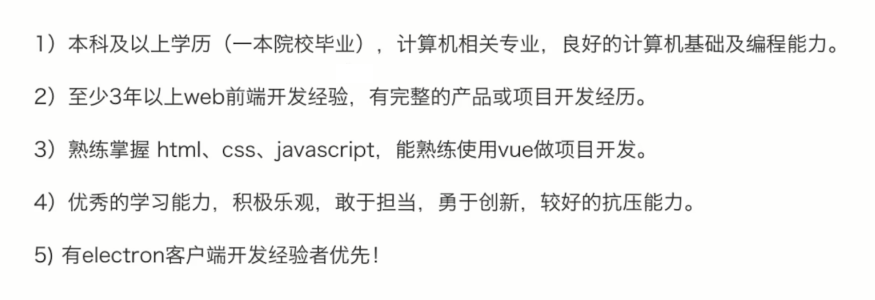 1）本科及以上学历（一本院校毕业），计算机相关专业，良好的计算机基础及编程能力。
2）至少3年以上web前端开发经验，有完整的产品或项目开发经历。
3）熟练掌握 html、css、javascript，能熟练使用vue做项目开发。
4）优秀的学习能力，积极乐观，敢于担当，勇于创新，较好的抗压能力。
5) 有electron客户端开发经验者优先！